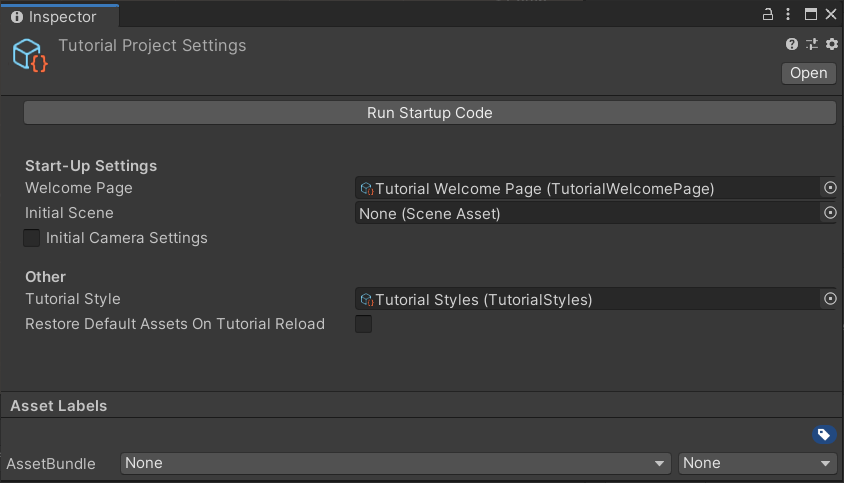 Inspector
Tutorial Project Settings
Open
Run Startup Code
Start-Up Settings
Welcome Page Tutorial Welcome Page (TutorialWelcomePage)
Initial Scene None (Scene Asset)
Initial Camera Settings
Other
Tutorial Style Tutorial Styles (TutorialStyles)
Restore Default Assets On Tutorial Reload
Asset Labels
AssetBundle None None